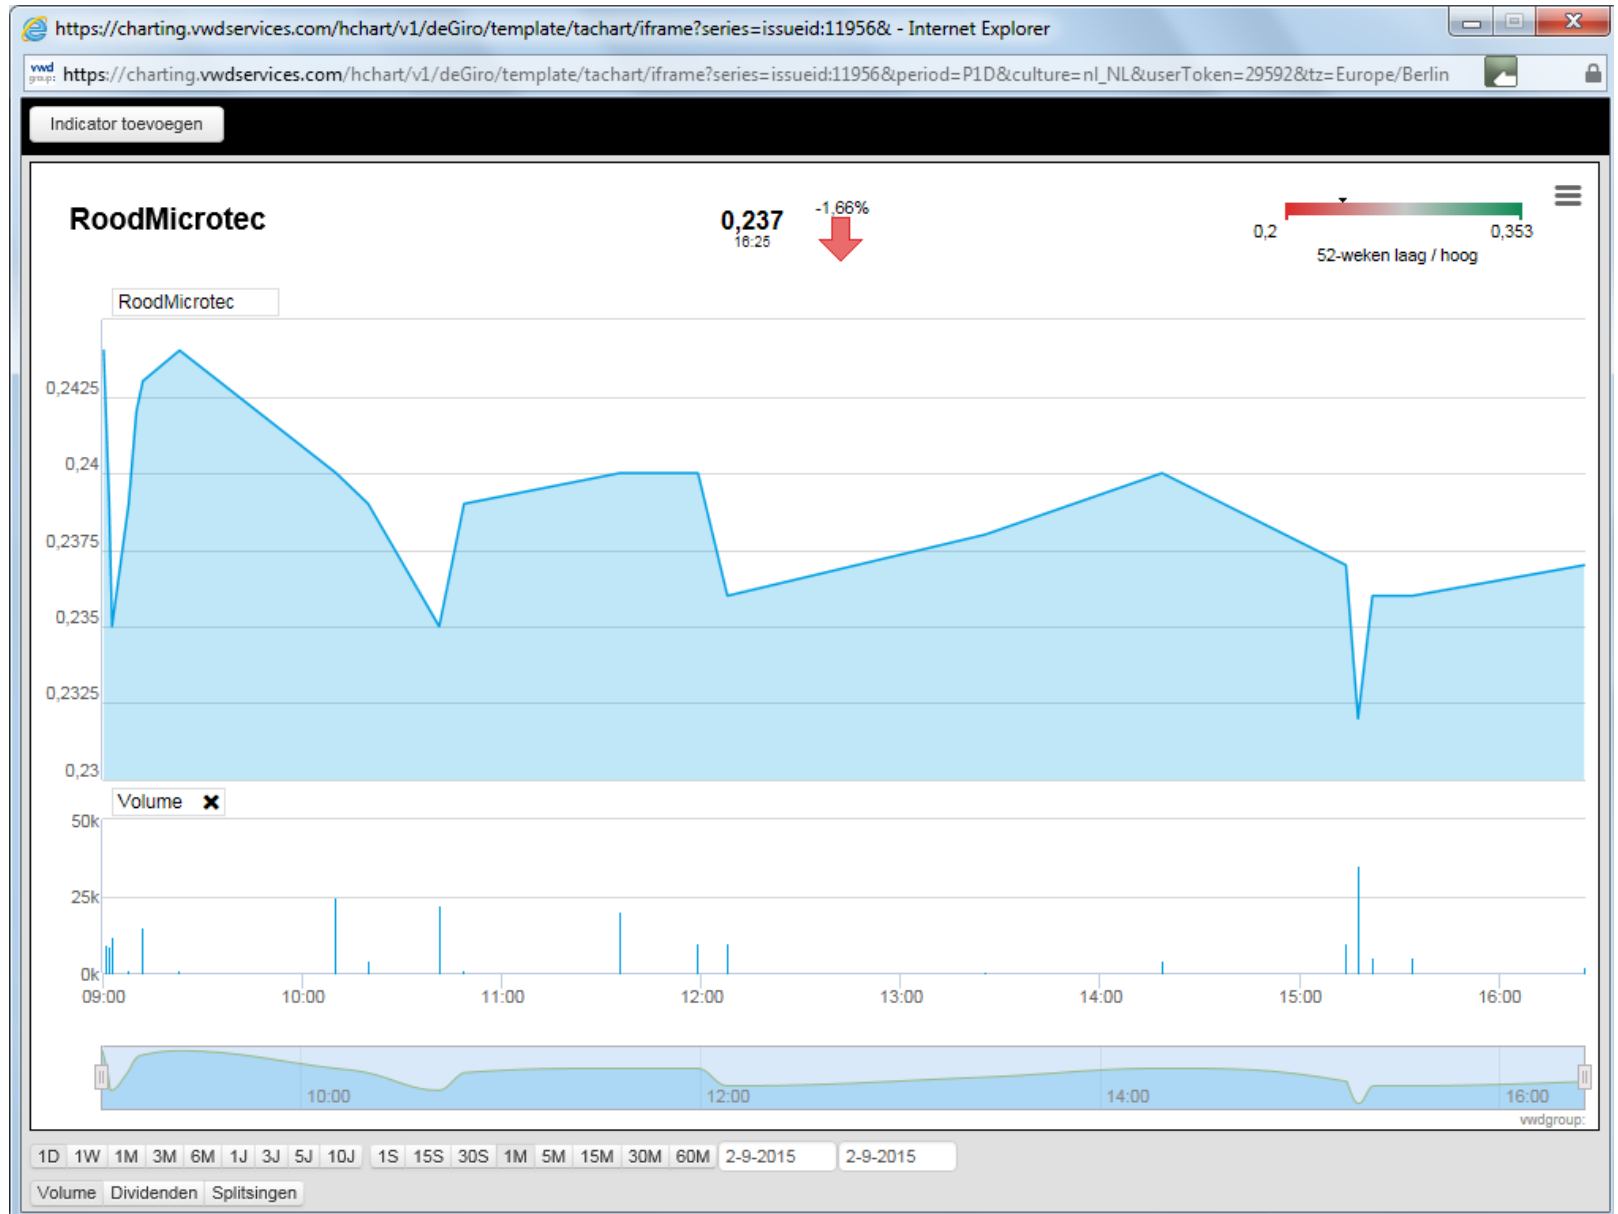 https://charting.vwdservices.com/hchart/v1/deGiro/template/tachart/iframe?series=issueid:11956& - Internet Explorer
vwd group: https://charting.vwdservices.com/hchart/v1/deGiro/template/tachart/iframe?series=issueid:11956&period=P1D&culture=nl_NL&userToken=29592&tz=Europe/Berlin
Indicator toevoegen
RoodMicrotec
0,237
16:25
-1,66%
0,2 0,353
52-weken laag / hoog
RoodMicrotec
0,2425
0,24
0,2375
0,235
0,2325
0,23
Volume ✖
50k
25k
0k
09:00 10:00 11:00 12:00 13:00 14:00 15:00 16:00
10:00 12:00 14:00 16:00
vwdgroup:
1D 1W 1M 3M 6M 1J 3J 5J 10J 1S 15S 30S 1M 5M 15M 30M 60M 2-9-2015 2-9-2015
Volume Dividenden Splitsingen